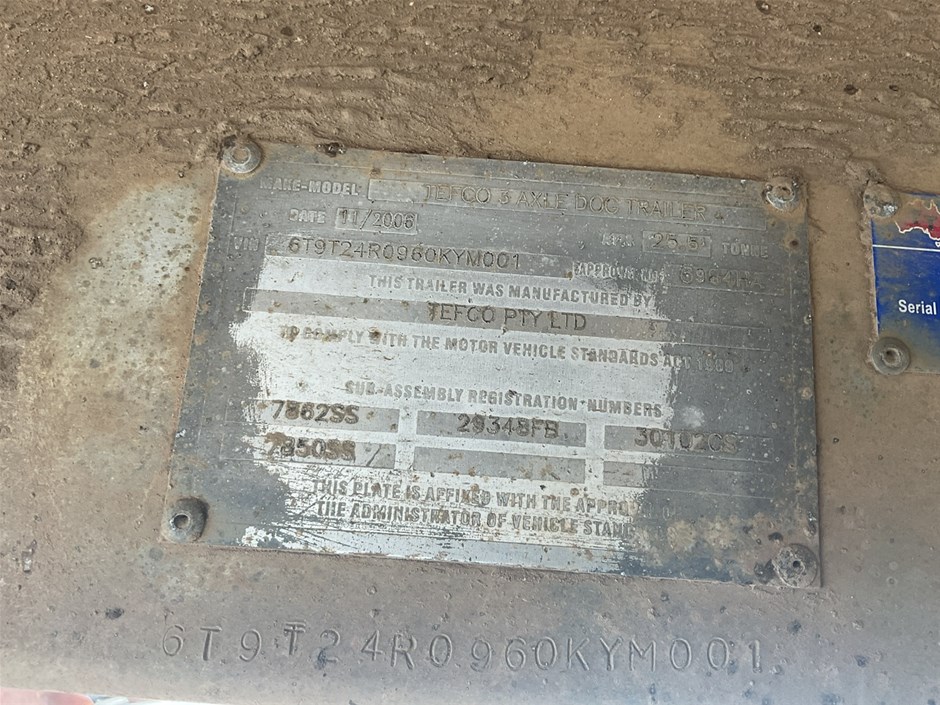 MAKE-MODEL TEFCO 3 AXLE DOG TRAILER
DATE 11/2006 ATM 25.5 TONNE
VIN 6T9T24R0960KYM001 APPROVAL NO
THIS TRAILER WAS MANUFACTURED BY
TEFCO PTY LTD
TO COMPLY WITH THE MOTOR VEHICLE STANDARDS ACT
SUB-ASSEMBLY REGISTRATION NUMBERS
7862SS 29348FB
7850SS
THIS PLATE IS AFFIXED WITH THE
THE ADMINISTRATOR OF VEHICLE
Serial
6T9T24R0960KYM001